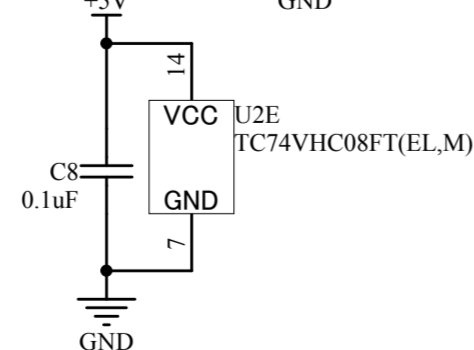 +5V
GND
14
VCC
U2E
TC74VHC08FT(EL,M)
C8
0.1uF
GND
7
GND